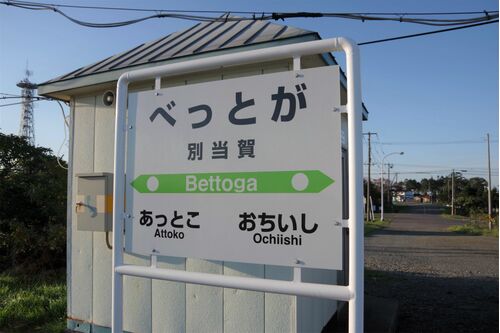 べっとが
別当賀
Bettoga
あっとこ おちいし
Attoko Ochiishi